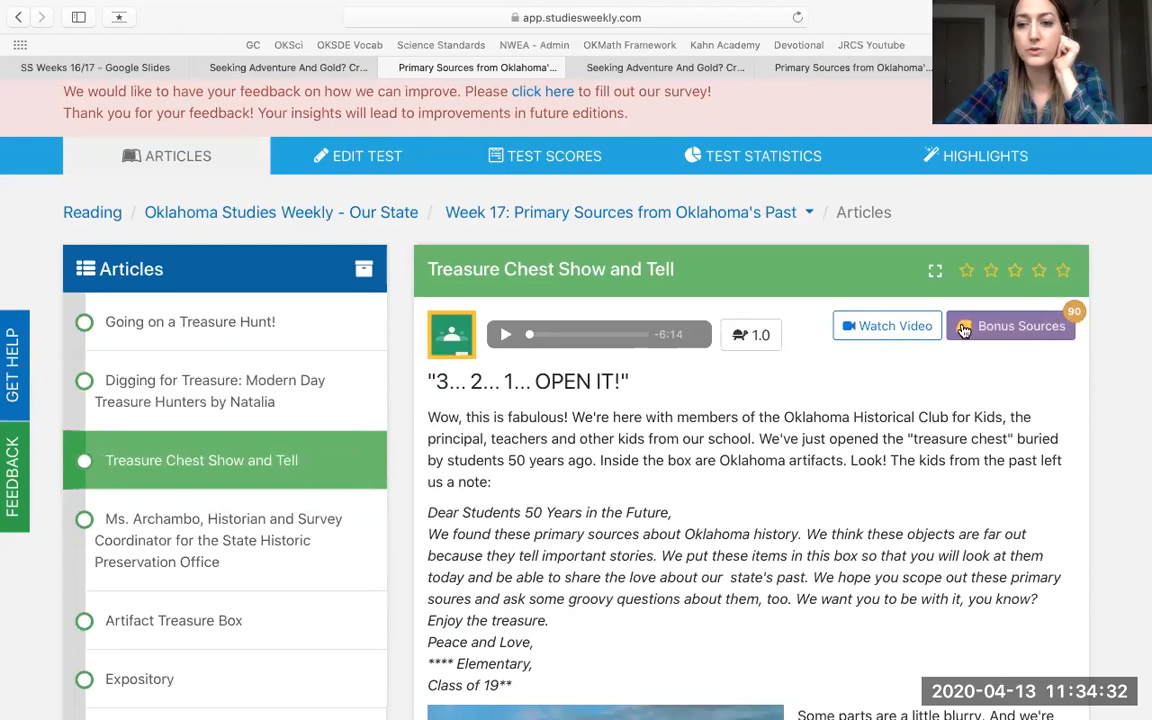 app.studiesweekly.com
GC OKSci OKSDE Vocab Science Standards NWEA - Admin OKMath Framework Kahn Academy Devotional JRCS Youtube
SS Weeks 16/17 – Google Slides Seeking Adventure And Gold? Cr... Primary Sources from Oklahoma'... Seeking Adventure And Gold? Cr... Primary Sources from Oklahoma'...
We would like to have your feedback on how we can improve. Please click here to fill out our survey!
Thank you for your feedback! Your insights will lead to improvements in future editions.
ARTICLES EDIT TEST TEST SCORES TEST STATISTICS HIGHLIGHTS
Reading / Oklahoma Studies Weekly - Our State / Week 17: Primary Sources from Oklahoma's Past / Articles
GET HELP
FEEDBACK
Articles
Going on a Treasure Hunt!
Digging for Treasure: Modern Day
Treasure Hunters by Natalia
Treasure Chest Show and Tell
Ms. Archambo, Historian and Survey
Coordinator for the State Historic
Preservation Office
Artifact Treasure Box
Expository
Treasure Chest Show and Tell
-6:14 1.0 Watch Video Bonus Sources 90
"3... 2... 1... OPEN IT!"
Wow, this is fabulous! We're here with members of the Oklahoma Historical Club for Kids, the
principal, teachers and other kids from our school. We've just opened the "treasure chest" buried
by students 50 years ago. Inside the box are Oklahoma artifacts. Look! The kids from the past left
us a note:
Dear Students 50 Years in the Future,
We found these primary sources about Oklahoma history. We think these objects are far out
because they tell important stories. We put these items in this box so that you will look at them
today and be able to share the love about our state's past. We hope you scope out these primary
soures and ask some groovy questions about them, too. We want you to be with it, you know?
Enjoy the treasure.
Peace and Love,
**** Elementary,
Class of 19**
Some parts are a little blurry. And we're
2020-04-13 11:34:32